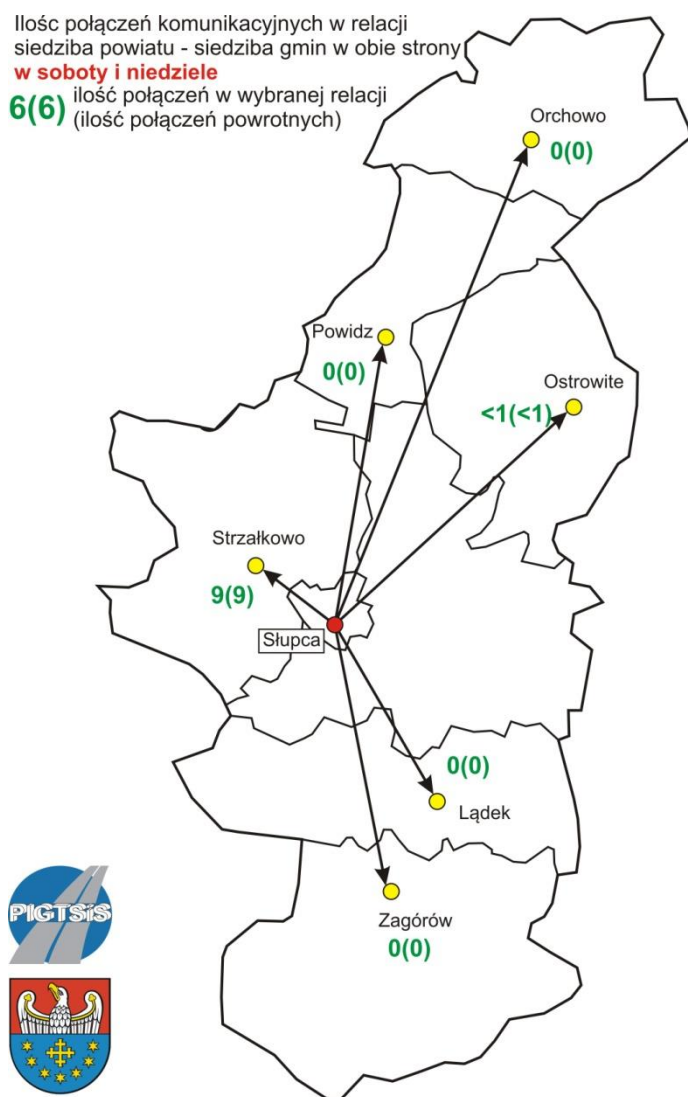 Ilośc połączeń komunikacyjnych w relacji
siedziba powiatu - siedziba gmin w obie strony
w soboty i niedziele
6(6) ilość połączeń w wybranej relacji
(ilość połączeń powrotnych)
Orchowo
0(0)
Powidz
0(0)
Ostrowite
<1(<1)
Strzałkowo
9(9)
Słupca
0(0)
Lądek
Zagórów
0(0)
PIGTSiS